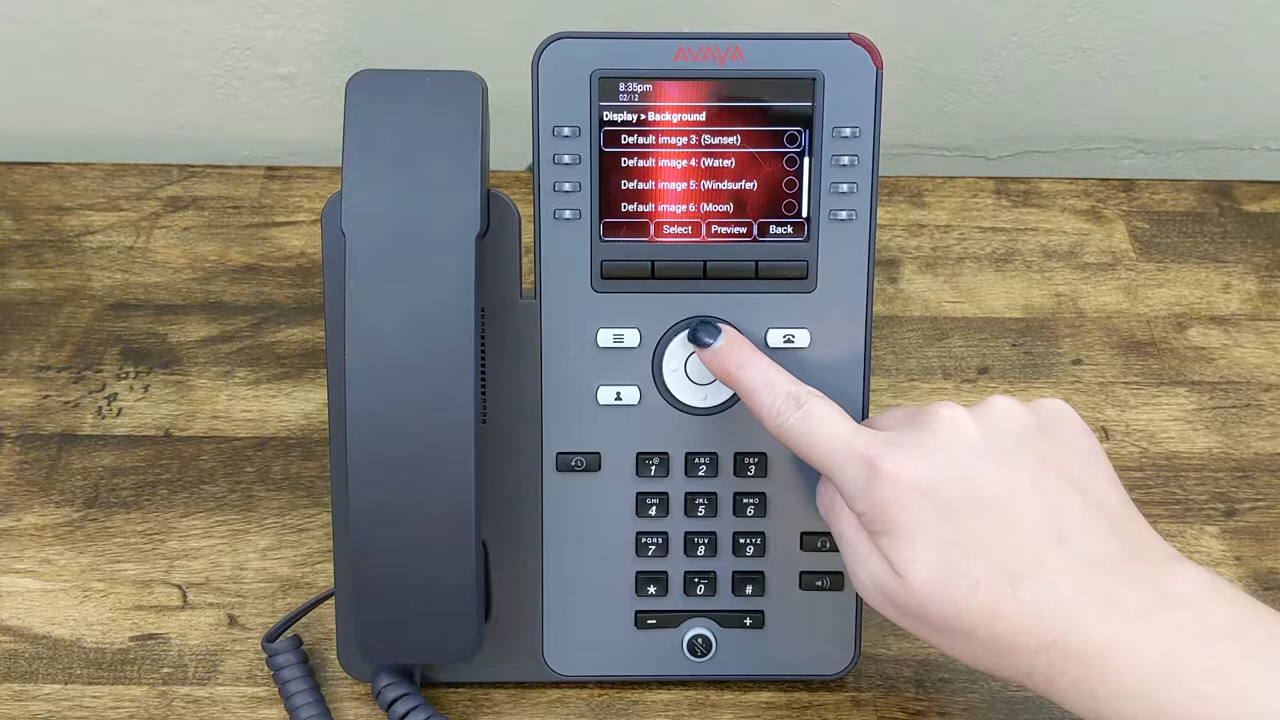 AVAYA
8:35pm
02/12
Display > Background
Default image 3: (Sunset)
Default image 4: (Water)
Default image 5: (Windsurfer)
Default image 6: (Moon)
Select Preview Back
ABC DEF
1 2 3
GHI JKL MNO
4 5 6
PQRS TUV WXYZ
7 8 9
* 0 #
− +